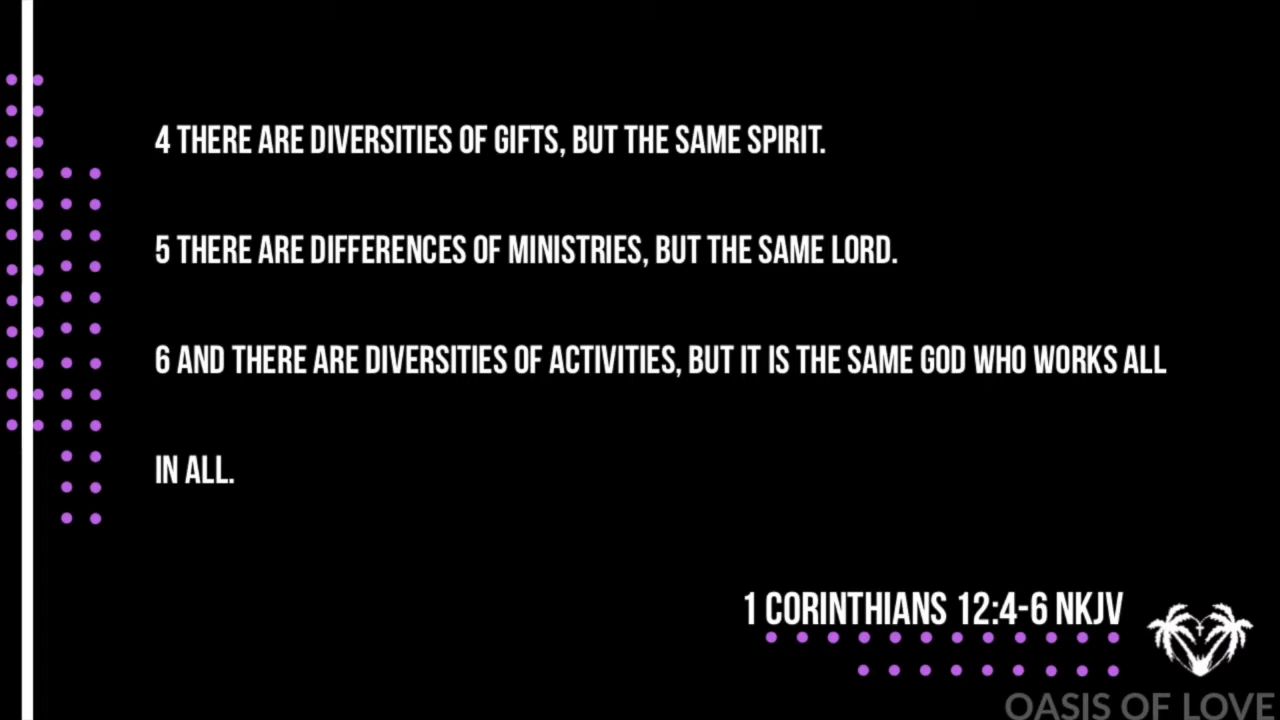 4 THERE ARE DIVERSITIES OF GIFTS, BUT THE SAME SPIRIT.
5 THERE ARE DIFFERENCES OF MINISTRIES, BUT THE SAME LORD.
6 AND THERE ARE DIVERSITIES OF ACTIVITIES, BUT IT IS THE SAME GOD WHO WORKS ALL
IN ALL.
1 CORINTHIANS 12:4-6 NKJV
OASIS OF LOVE